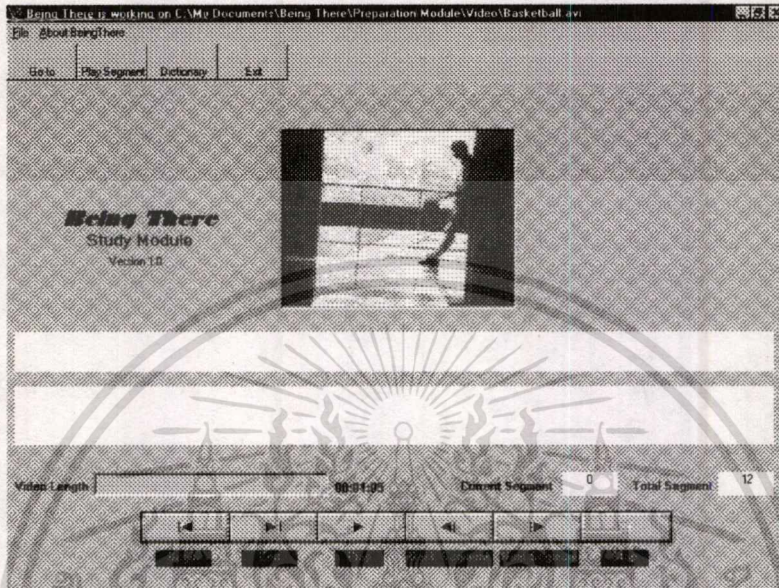 Being There is working on C:\My Documents\Being There\Preparation Module\Video\Basketball avi
File About BeingThere
Go to Play Segment Dictionary Exit
Being There
Study Module
Version 1.0
Video Length 00:01:05 Current Segment 0 Total Segment 12